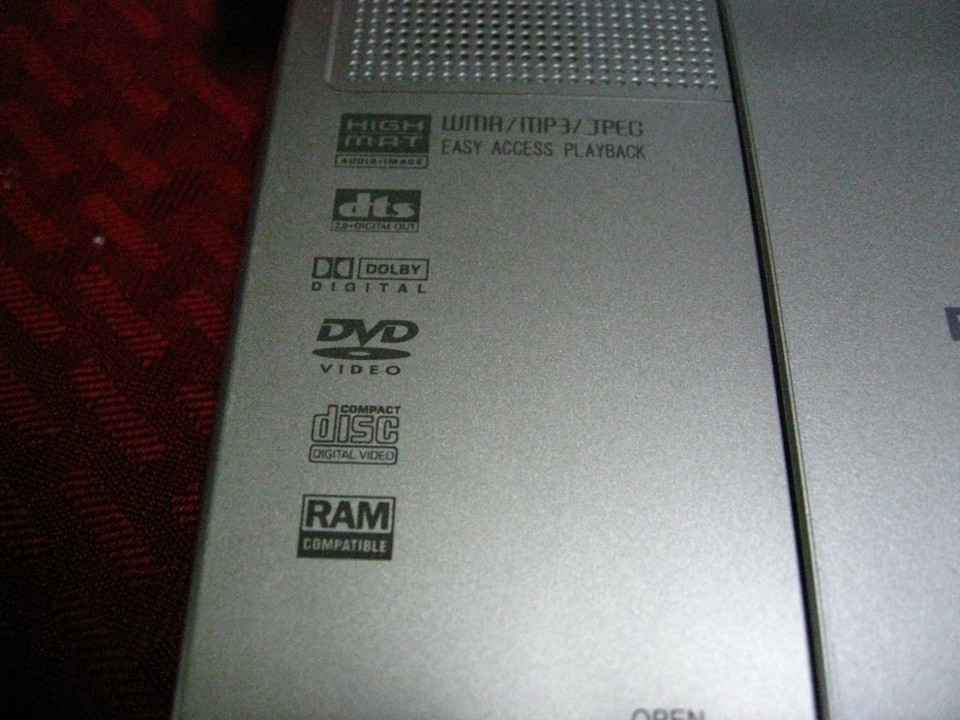 HIGH WMA/MP3/JPEG
MAT EASY ACCESS PLAYBACK
AUDIO•IMAGE
dts
2.0+DIGITAL OUT
DOLBY
DIGITAL
DVD
VIDEO
COMPACT
disc
DIGITAL VIDEO
RAM
COMPATIBLE
OPEN